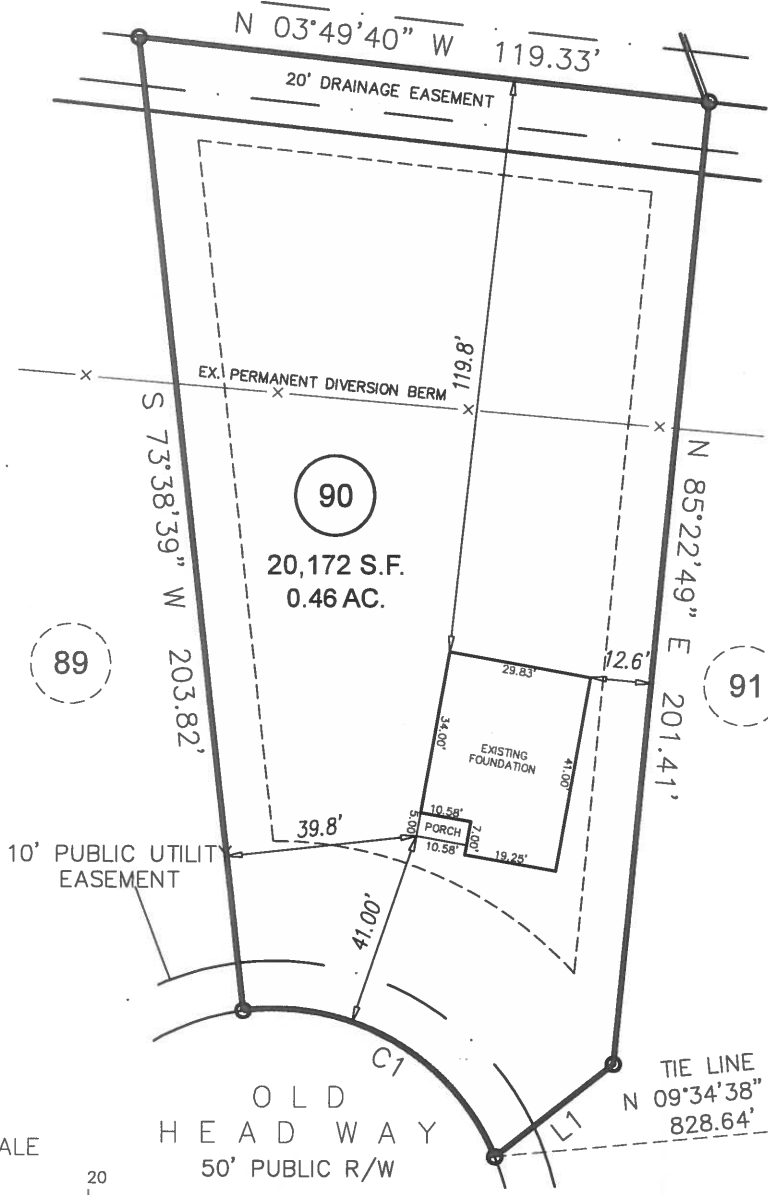 N 03°49'40" W 119.33'
20' DRAINAGE EASEMENT
119.8'
EX. PERMANENT DIVERSION BERM
S 73°38'39" W 203.82'
N 85°22'49" E 201.41'
90
20,172 S.F.
0.46 AC.
89
91
12.6'
29.83'
34.00'
EXISTING
FOUNDATION
41.00'
10.58'
5.00'
PORCH
7.00'
10.58'
19.25'
39.8'
10' PUBLIC UTILITY
EASEMENT
41.00'
C1
L1
TIE LINE
N 09°34'38"
828.64'
OLD
HEAD WAY
50' PUBLIC R/W
ALE
20